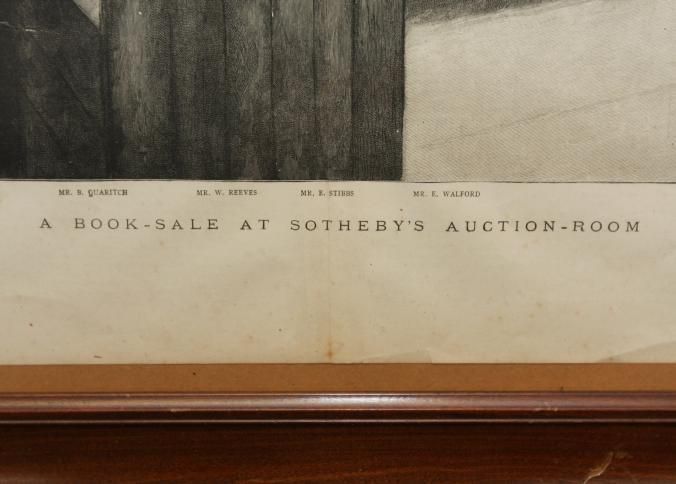 MR. B. QUARITCH MR. W. REEVES MR. E. STIBBS MR. E. WALFORD
A BOOK-SALE AT SOTHEBY'S AUCTION-ROOM